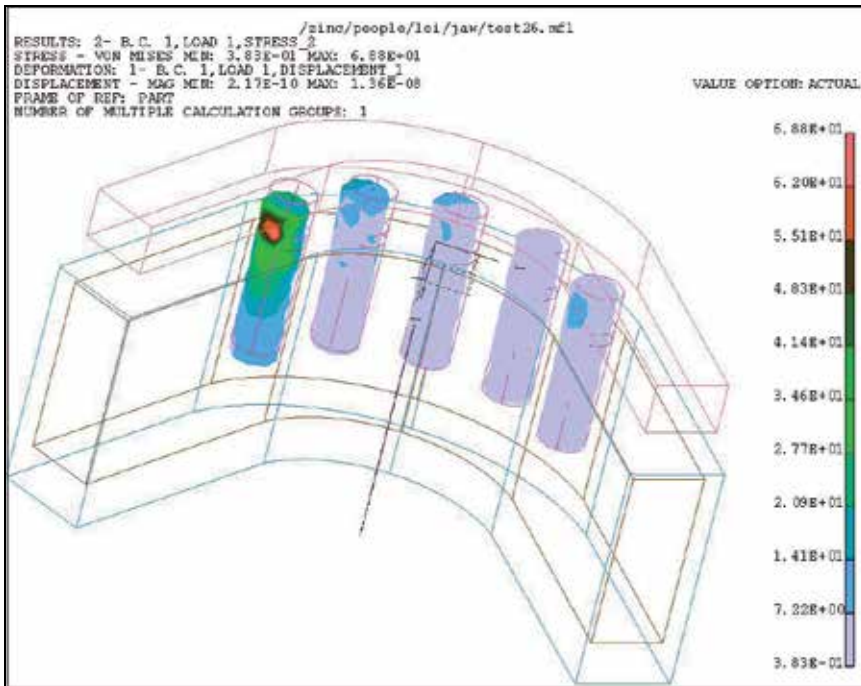 /zinc/people/lei/jaw/test26.mf1
RESULTS: 2- B.C. 1,LOAD 1,STRESS_2
STRESS - VON MISES MIN: 3.83E-01 MAX: 6.88E+01
DEFORMATION: 1- B.C. 1,LOAD 1,DISPLACEMENT_1
DISPLACEMENT - MAG MIN: 2.17E-10 MAX: 1.36E-08
FRAME OF REF: PART
NUMBER OF MULTIPLE CALCULATION GROUPS: 1
VALUE OPTION: ACTUAL
6.88E+01
6.20E+01
5.51E+01
4.83E+01
4.14E+01
3.46E+01
2.77E+01
2.09E+01
1.41E+01
7.22E+00
3.83E-01